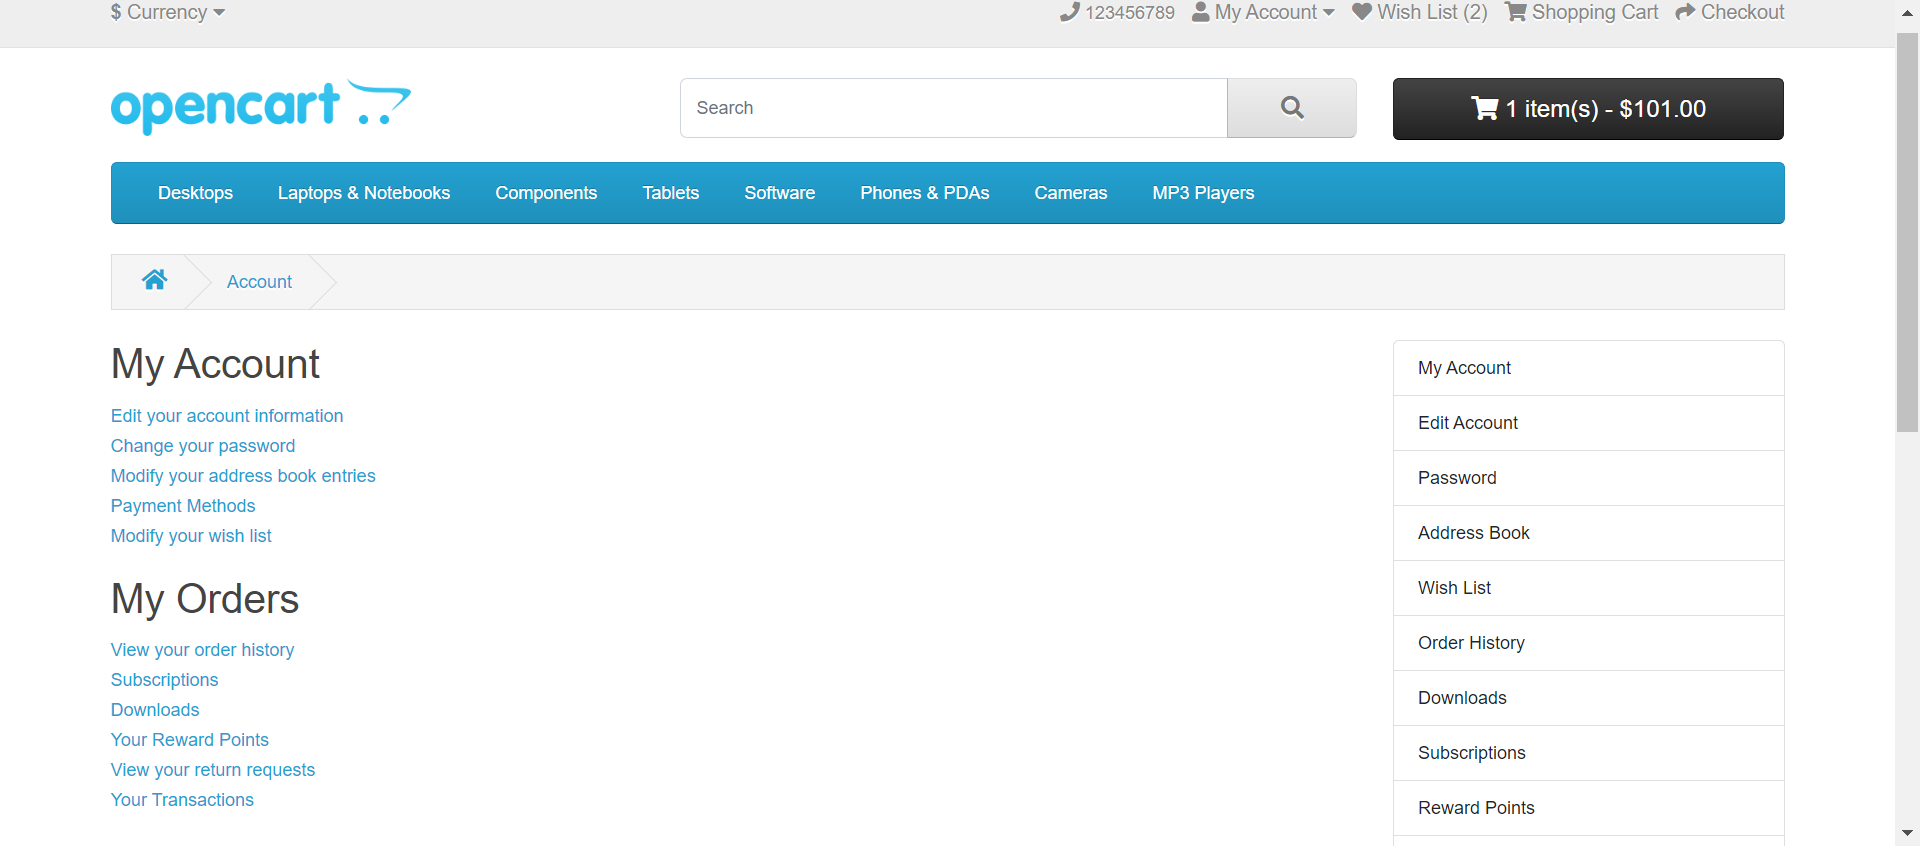 $ Currency
123456789 My Account Wish List (2) Shopping Cart Checkout
opencart
Search
1 item(s) - $101.00
Desktops Laptops & Notebooks Components Tablets Software Phones & PDAs Cameras MP3 Players
Account
My Account
Edit your account information
Change your password
Modify your address book entries
Payment Methods
Modify your wish list
My Orders
View your order history
Subscriptions
Downloads
Your Reward Points
View your return requests
Your Transactions
My Account
Edit Account
Password
Address Book
Wish List
Order History
Downloads
Subscriptions
Reward Points